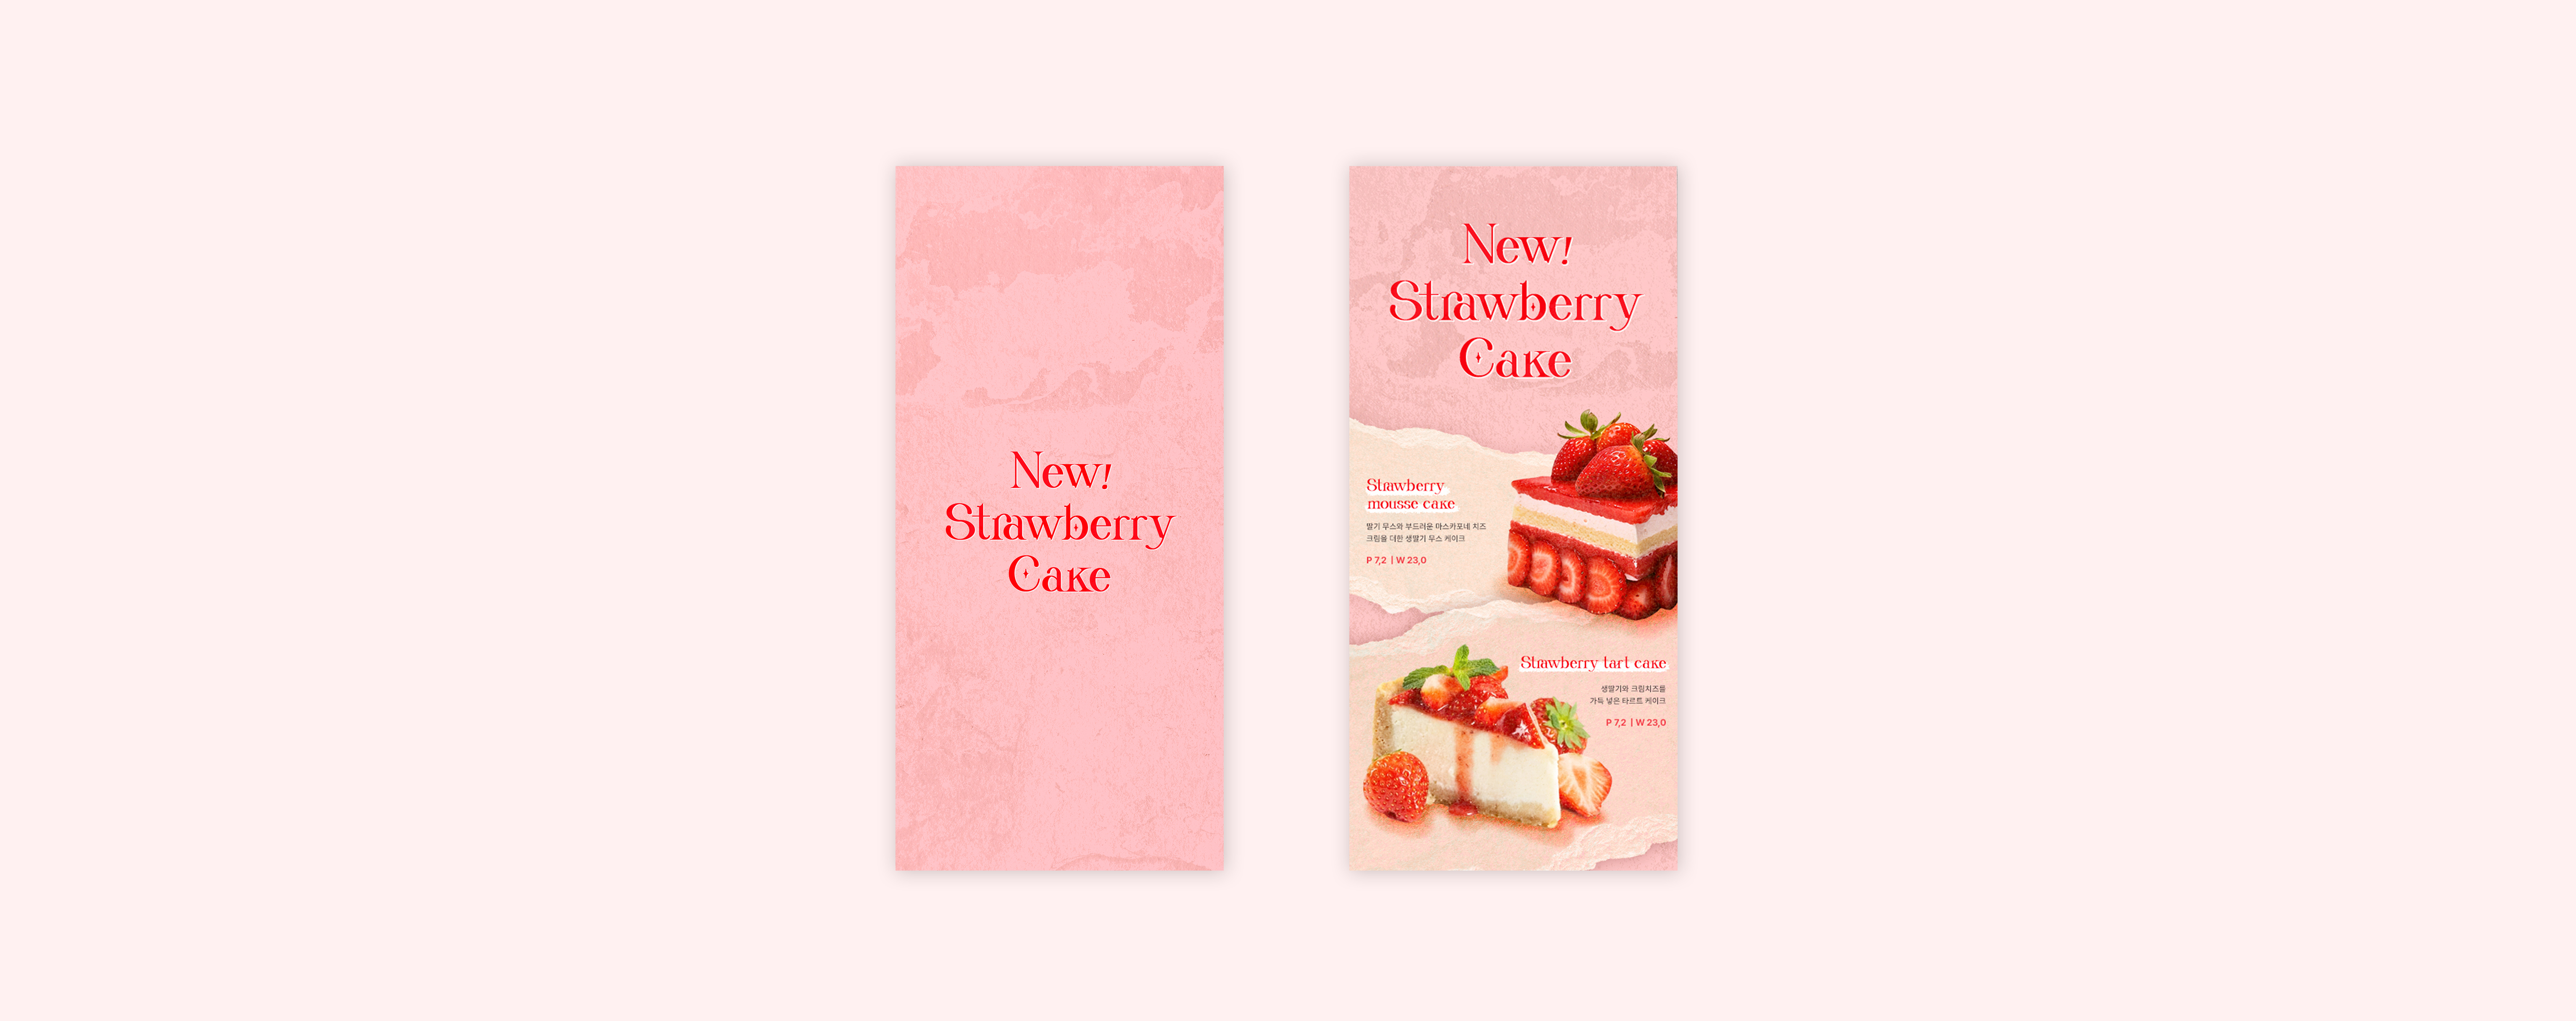 New!
Strawberry
Cake
New!
Strawberry
Cake
Strawberry
mousse cake
딸기 무스와 부드러운 마스카포네 치즈
크림을 더한 생딸기 무스 케이크
P 7,2 | W 23,0
Strawberry tart cake
생딸기와 크림치즈를
가득 넣은 타르트 케이크
P 7,2 | W 23,0